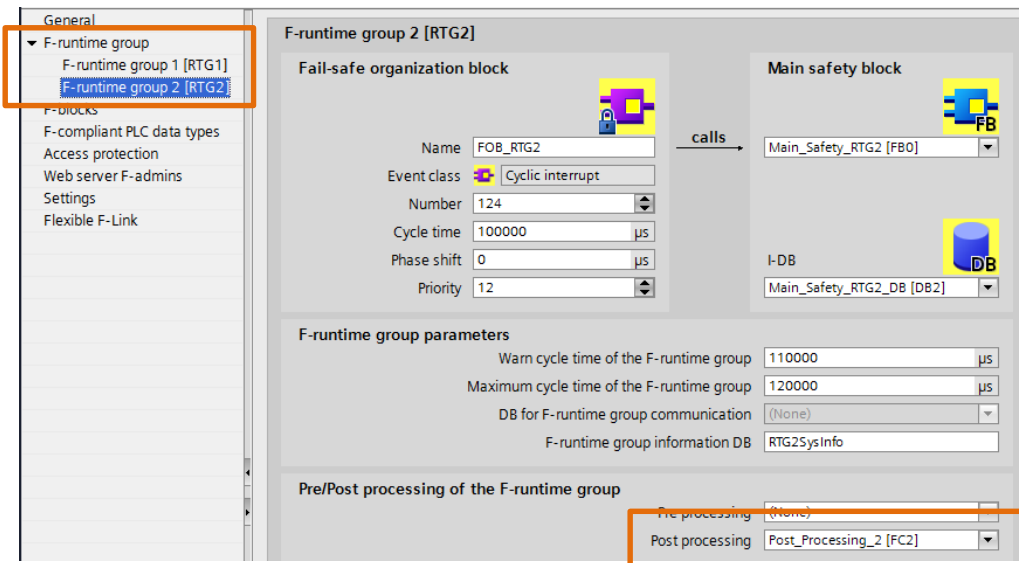 General
F-runtime group
F-runtime group 1 [RTG1]
F-runtime group 2 [RTG2]
F-blocks
F-compliant PLC data types
Access protection
Web server F-admins
Settings
Flexible F-Link
F-runtime group 2 [RTG2]
Fail-safe organization block
Name FOB_RTG2
Event class Cyclic interrupt
Number 124
Cycle time 100000 µs
Phase shift 0 µs
Priority 12
calls
Main safety block
FB
Main_Safety_RTG2 [FB0]
DB
I-DB
Main_Safety_RTG2_DB [DB2]
F-runtime group parameters
Warn cycle time of the F-runtime group 110000 µs
Maximum cycle time of the F-runtime group 120000 µs
DB for F-runtime group communication (None)
F-runtime group information DB RTG2SysInfo
Pre/Post processing of the F-runtime group
Pre processing (None)
Post processing Post_Processing_2 [FC2]